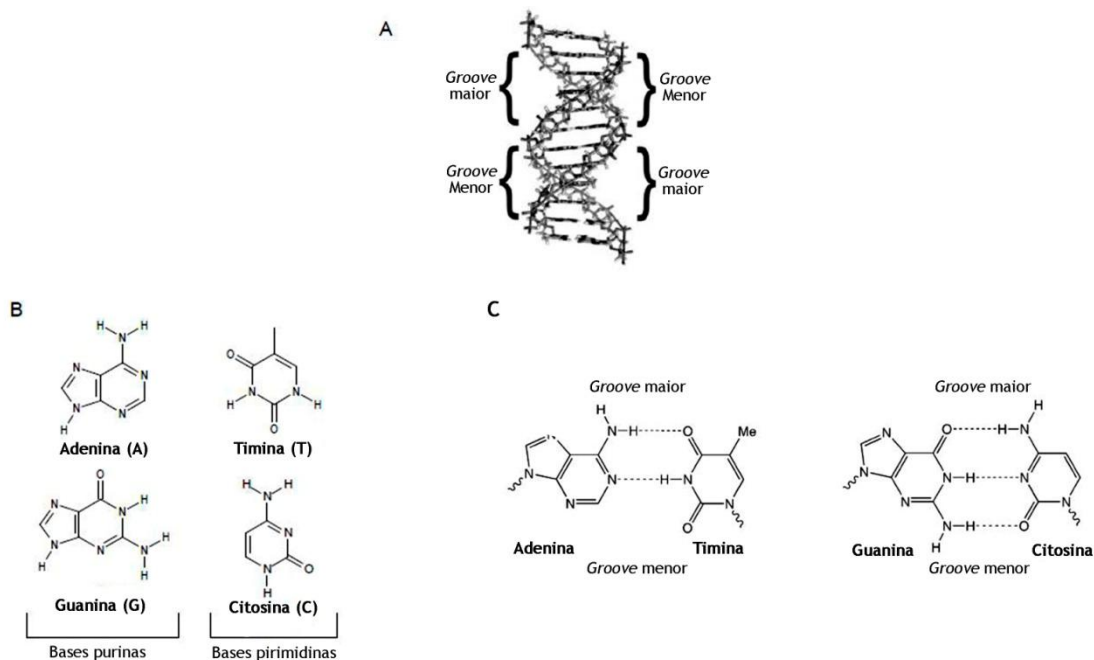 A
Groove
maior
Groove
Menor
Groove
Menor
Groove
maior
B
H H
N
N
N
N
N
H
Adenina (A)
O
N
H
N
H
O
Timina (T)
O
N
N
H
N
H
N
N
H
H
Guanina (G)
H H
N
N
N
O
H
Citosina (C)
Bases purinas
Bases pirimidinas
C
Groove maior
H
N H
O
Me
N
N
N
N H
N
N
O
Adenina
Timina
Groove menor
Groove maior
H
N
O
H N
N
N H
N
N
N
N H
O
H
Guanina
Citosina
Groove menor